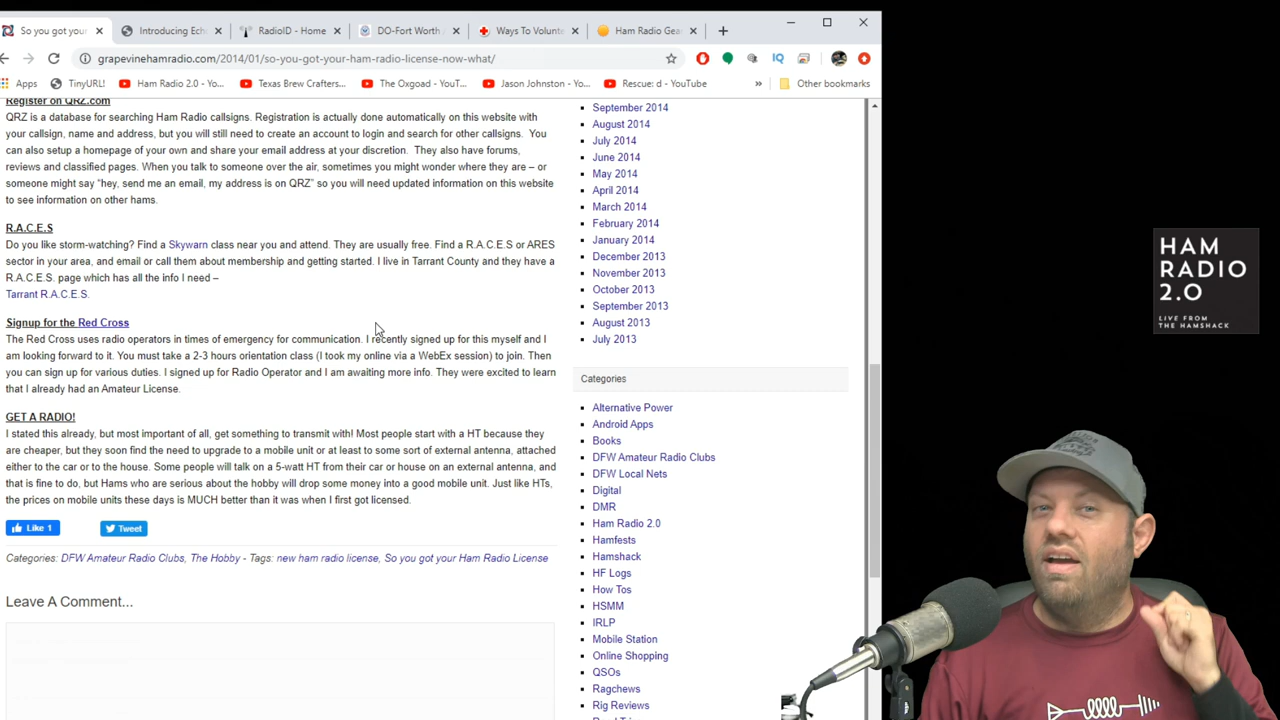 So you got your
Introducing Ech
RadioID - Home
DO-Fort Worth
Ways To Volunte
Ham Radio Gea
grapevinehamradio.com/2014/01/so-you-got-your-ham-radio-license-now-what/
Apps
TinyURL!
Ham Radio 2.0 - Yo...
Texas Brew Crafters...
The Oxgoad - YouT...
Jason Johnston - Yo...
Rescue: d - YouTube
»
Other bookmarks
Register on QRZ.com
QRZ is a database for searching Ham Radio callsigns. Registration is actually done automatically on this website with
your callsign, name and address, but you will still need to create an account to login and search for other callsigns. You
can also setup a homepage of your own and share your email address at your discretion. They also have forums,
reviews and classified pages. When you talk to someone over the air, sometimes you might wonder where they are – or
someone might say “hey, send me an email, my address is on QRZ” so you will need updated information on this website
to see information on other hams.
R.A.C.E.S
Do you like storm-watching? Find a Skywarn class near you and attend. They are usually free. Find a R.A.C.E.S or ARES
sector in your area, and email or call them about membership and getting started. I live in Tarrant County and they have a
R.A.C.E.S. page which has all the info I need –
Tarrant R.A.C.E.S.
Signup for the Red Cross
The Red Cross uses radio operators in times of emergency for communication. I recently signed up for this myself and I
am looking forward to it. You must take a 2-3 hours orientation class (I took my online via a WebEx session) to join. Then
you can sign up for various duties. I signed up for Radio Operator and I am awaiting more info. They were excited to learn
that I already had an Amateur License.
GET A RADIO!
I stated this already, but most important of all, get something to transmit with! Most people start with a HT because they
are cheaper, but they soon find the need to upgrade to a mobile unit or at least to some sort of external antenna, attached
either to the car or to the house. Some people will talk on a 5-watt HT from their car or house on an external antenna, and
that is fine to do, but Hams who are serious about the hobby will drop some money into a good mobile unit. Just like HTs,
the prices on mobile units these days is MUCH better than it was when I first got licensed.
Like 1
Tweet
Categories: DFW Amateur Radio Clubs, The Hobby - Tags: new ham radio license, So you got your Ham Radio License
Leave A Comment...
September 2014
August 2014
July 2014
June 2014
May 2014
April 2014
March 2014
February 2014
January 2014
December 2013
November 2013
October 2013
September 2013
August 2013
July 2013
Categories
Alternative Power
Android Apps
Books
DFW Amateur Radio Clubs
DFW Local Nets
Digital
DMR
Ham Radio 2.0
Hamfests
Hamshack
HF Logs
How Tos
HSMM
IRLP
Mobile Station
Online Shopping
QSOs
Ragchews
Rig Reviews
HAM
RADIO
2.0
LIVE FROM
THE HAMSHACK